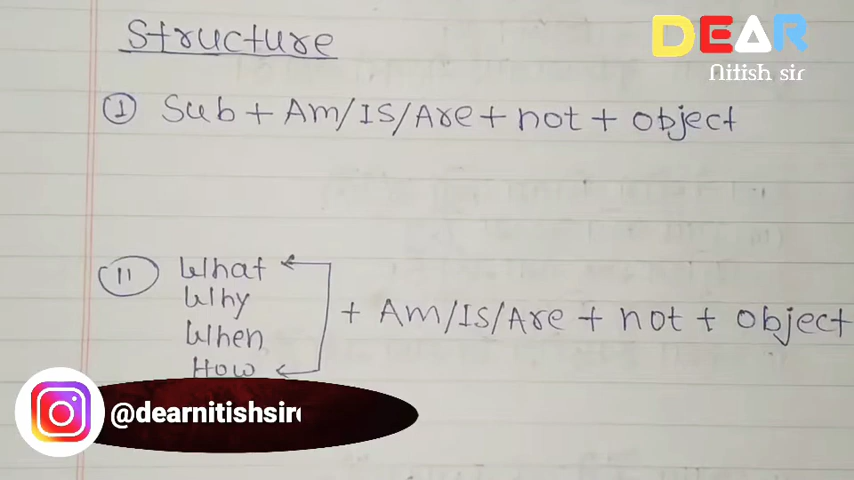 Structure
DEAR
Nitish sir
I Sub + Am/IS/Are + not + object
II What
Why
When
How
+ Am/IS/Are + not + object
@dearnitishsir